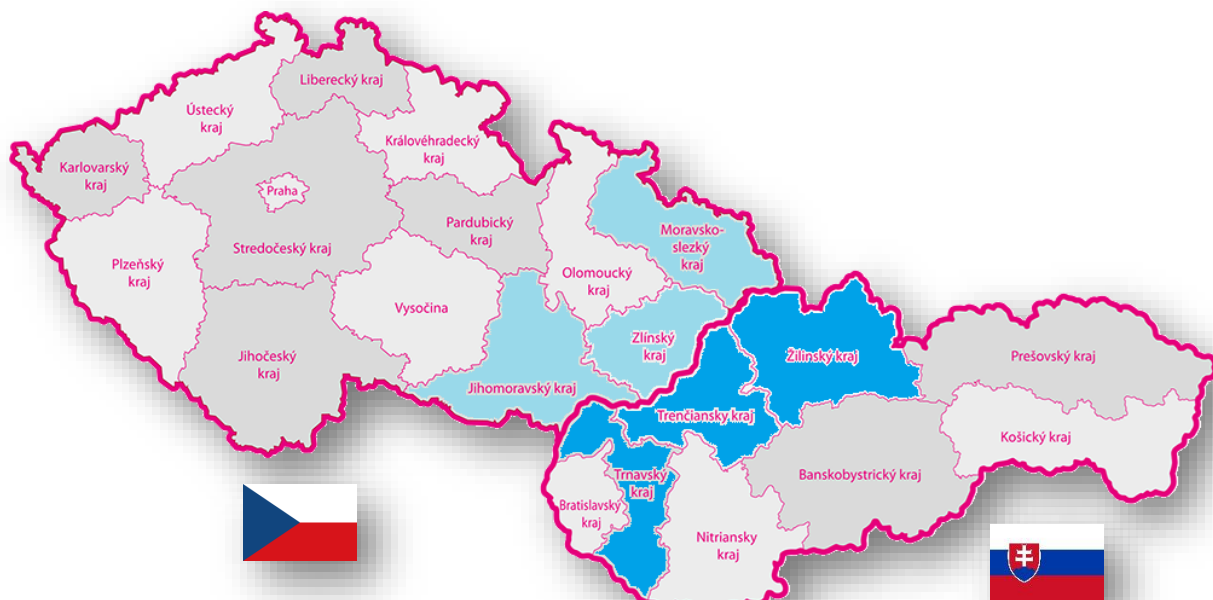 Liberecký kraj
Ústecký
kraj
Královéhradecký
kraj
Karlovarský
kraj
Praha
Pardubický
kraj
Stredočeský kraj
Moravsko-
slezký
kraj
Plzeňský
kraj
Olomoucký
kraj
Vysočina
Zlínský
kraj
Jihočeský
kraj
Jihomoravský kraj
Žilinský kraj
Prešovský kraj
Trenčiansky kraj
Košický kraj
Trnavský
kraj
Banskobystrický kraj
Bratislavský
kraj
Nitriansky
kraj